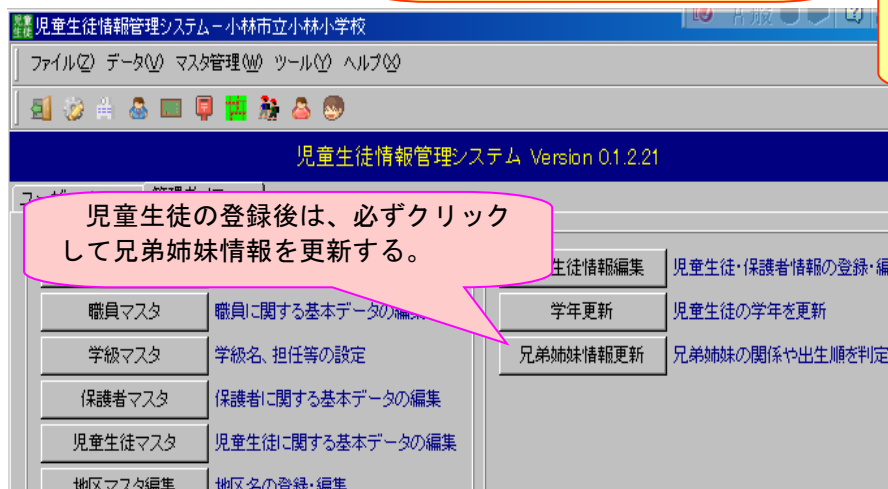 児童生徒情報管理システム－小林市立小林小学校
ファイル(Z) データ(V) マスタ管理(W) ツール(Y) ヘルプ(X)
児童生徒情報管理システム Version 0.1.2.21
児童生徒の登録後は、必ずクリック
して兄弟姉妹情報を更新する。
生徒情報編集 児童生徒・保護者情報の登録・編
職員マスタ 職員に関する基本データの編集
学年更新 児童生徒の学年を更新
学級マスタ 学級名、担任等の設定
兄弟姉妹情報更新 兄弟姉妹の関係や出生順を判定
保護者マスタ 保護者に関する基本データの編集
児童生徒マスタ 児童生徒に関する基本データの編集
地区マスタ編集 地区名の登録・編集